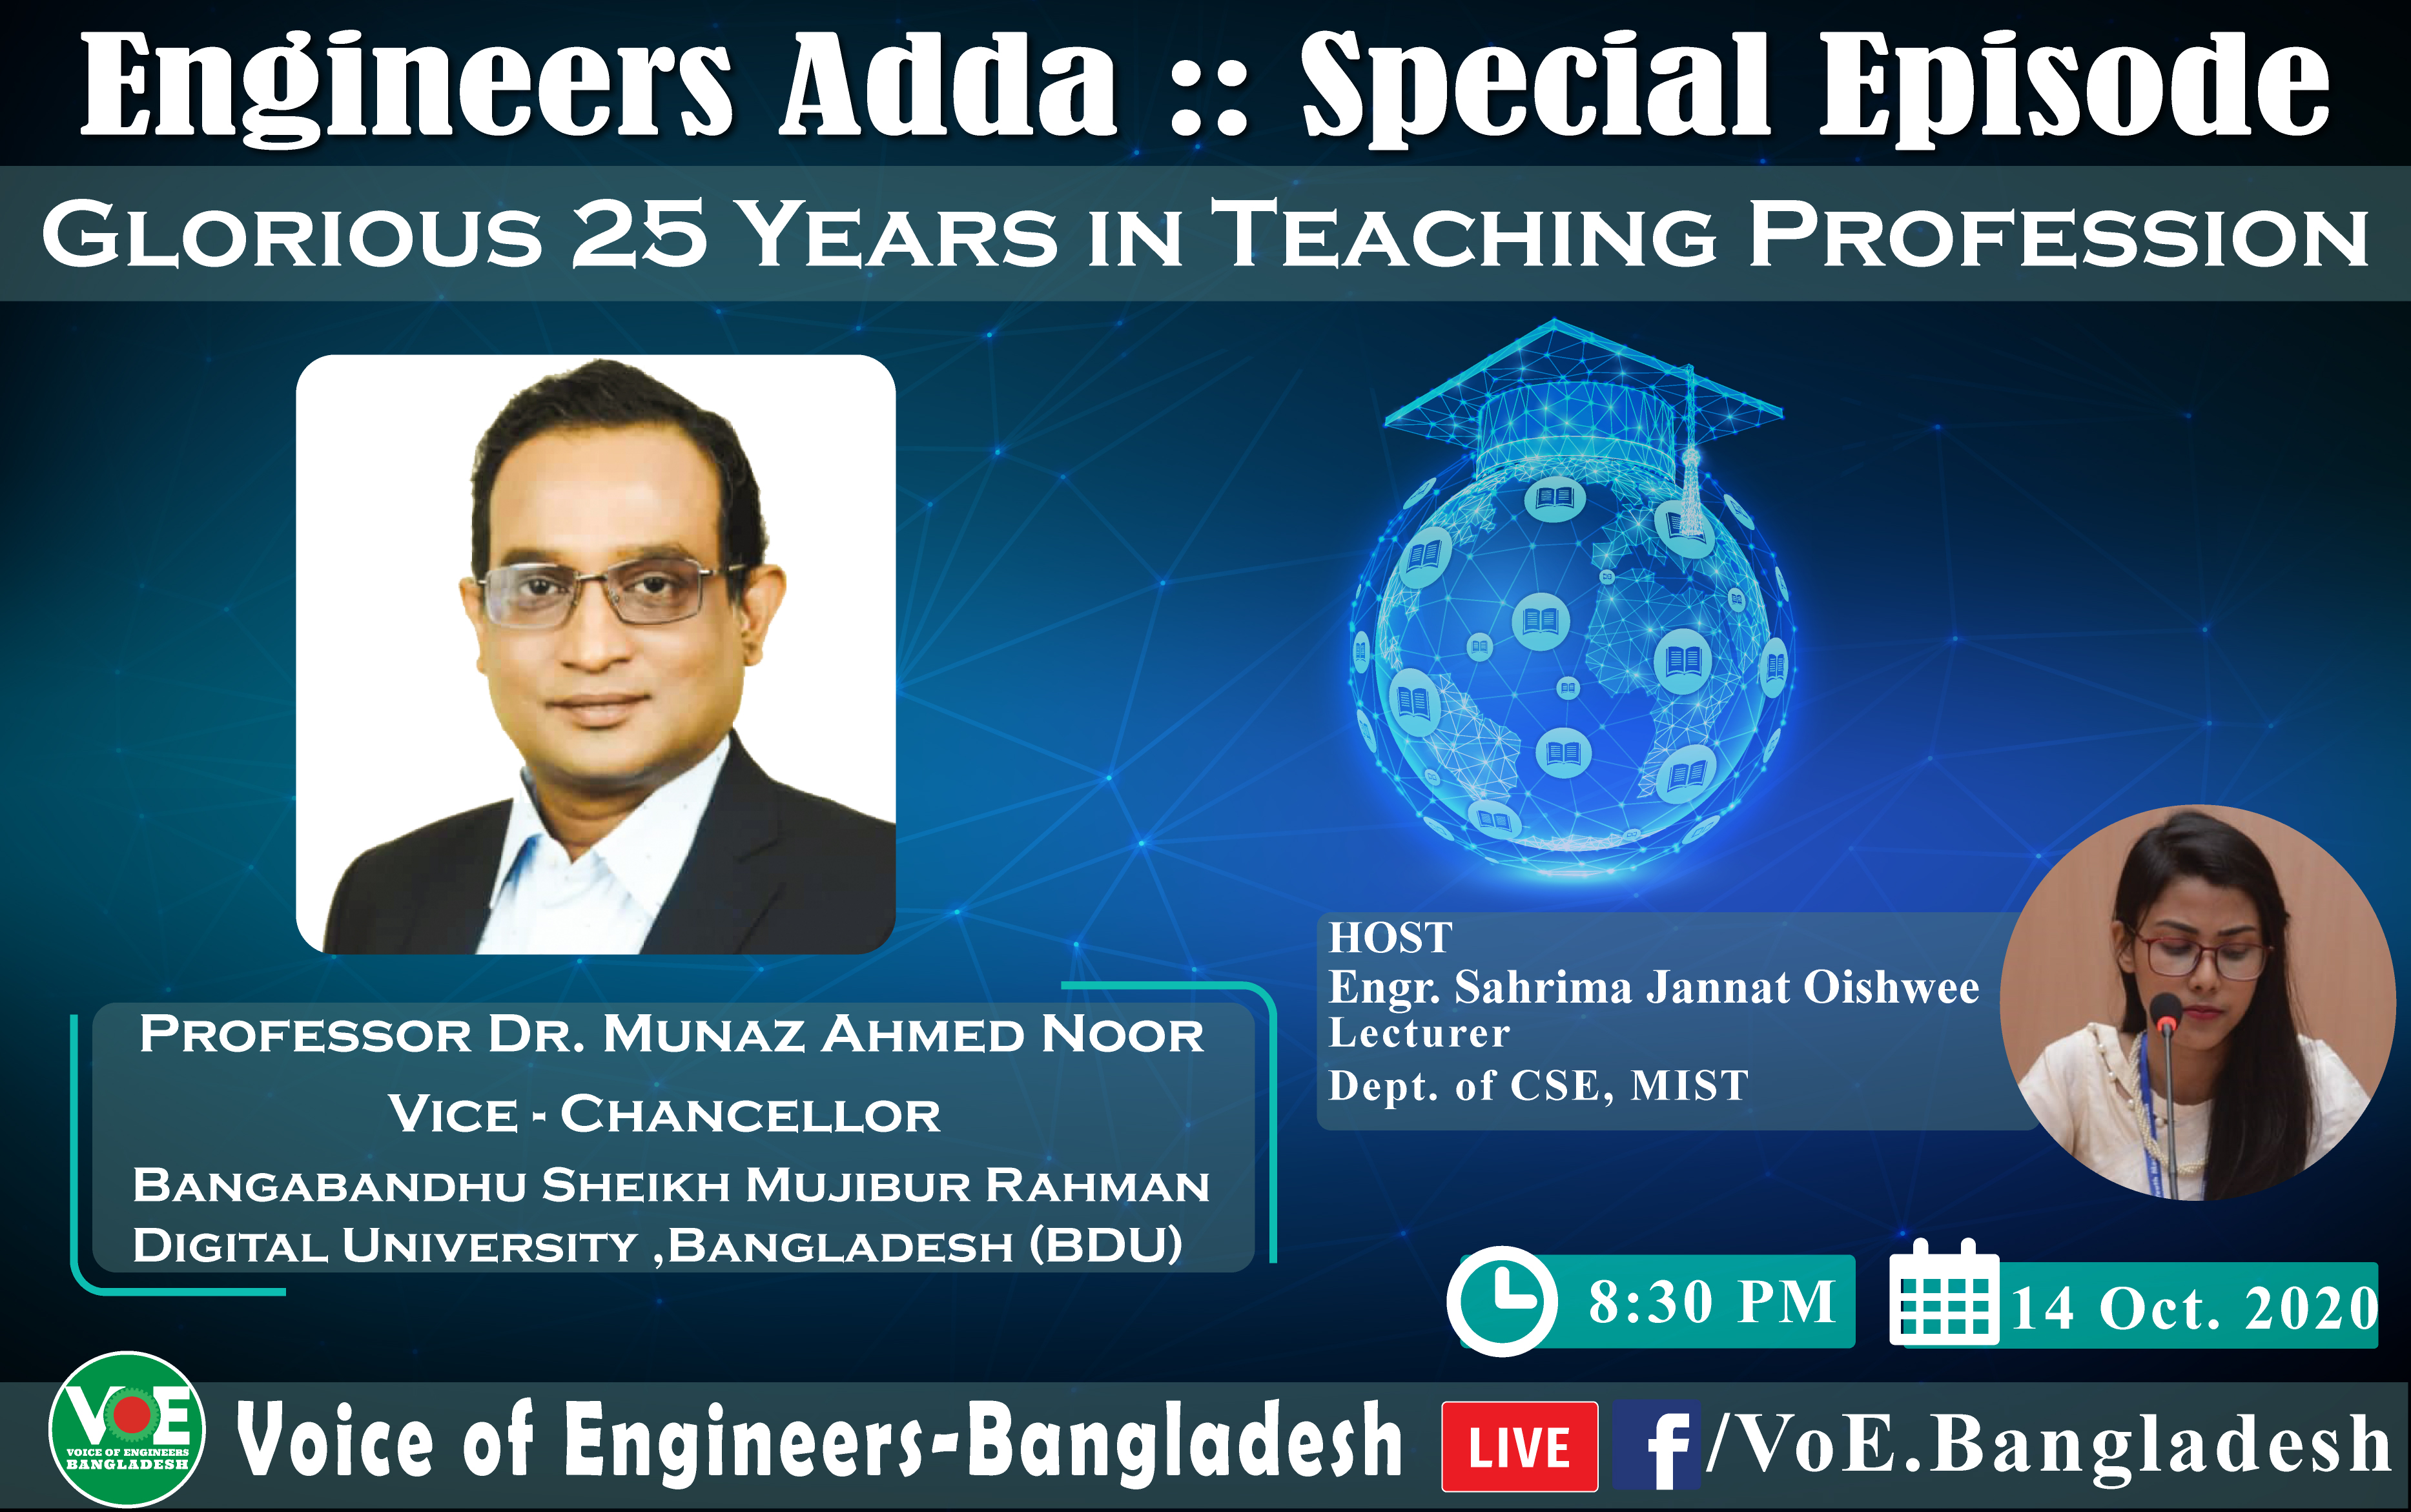 Engineers Adda :: Special Episode
Glorious 25 Years in Teaching Profession
Professor Dr. Munaz Ahmed Noor
Vice - Chancellor
Bangabandhu Sheikh Mujibur Rahman
Digital University ,Bangladesh (BDU)
HOST
Engr. Sahrima Jannat Oishwee
Lecturer
Dept. of CSE, MIST
8:30 PM
14 Oct. 2020
VOE
VOICE OF ENGINEERS
BANGLADESH
Voice of Engineers-Bangladesh
LIVE
f/VoE.Bangladesh